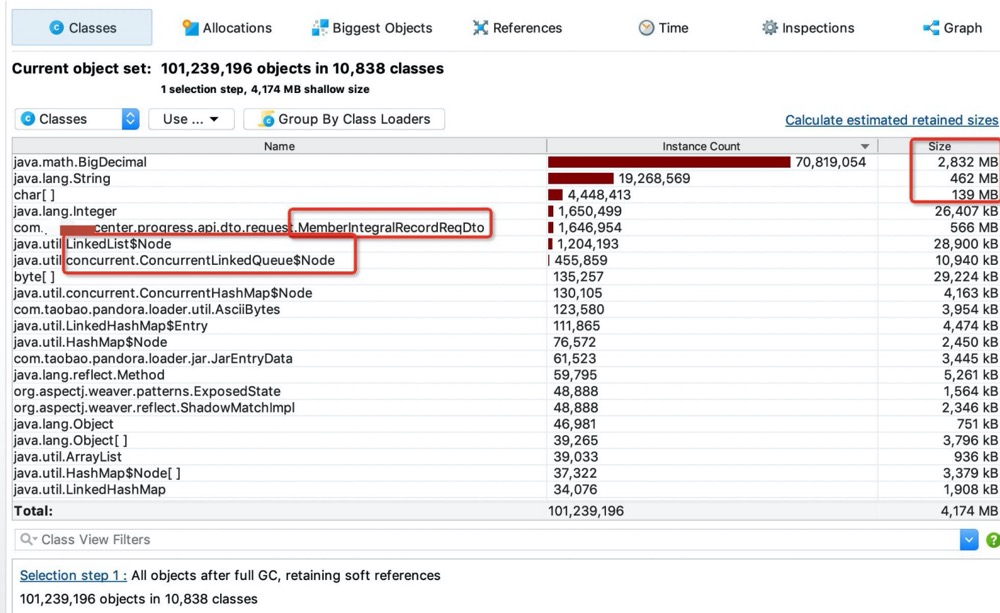 Classes Allocations Biggest Objects References Time Inspections Graph
Current object set: 101,239,196 objects in 10,838 classes
1 selection step, 4,174 MB shallow size
Classes Use ... Group By Class Loaders Calculate estimated retained sizes
Name Instance Count Size
java.math.BigDecimal 70,819,054 2,832 MB
java.lang.String 19,268,569 462 MB
char[ ] 4,448,413 139 MB
java.lang.Integer 1,650,499 26,407 kB
com. center.progress.api.dto.request.MemberIntegralRecordReqDto 1,646,954 566 MB
java.util.LinkedList$Node 1,204,193 28,900 kB
java.util.concurrent.ConcurrentLinkedQueue$Node 455,859 10,940 kB
byte[ ] 135,257 29,224 kB
java.util.concurrent.ConcurrentHashMap$Node 130,105 4,163 kB
com.taobao.pandora.loader.util.AsciiBytes 123,580 3,954 kB
java.util.LinkedHashMap$Entry 111,865 4,474 kB
java.util.HashMap$Node 76,572 2,450 kB
com.taobao.pandora.loader.jar.JarEntryData 61,523 3,445 kB
java.lang.reflect.Method 59,795 5,261 kB
org.aspectj.weaver.patterns.ExposedState 48,888 1,564 kB
org.aspectj.weaver.reflect.ShadowMatchImpl 48,888 2,346 kB
java.lang.Object 46,981 751 kB
java.lang.Object[ ] 39,265 3,796 kB
java.util.ArrayList 39,033 936 kB
java.util.HashMap$Node[ ] 37,322 3,379 kB
java.util.LinkedHashMap 34,076 1,908 kB
Total: 101,239,196 4,174 MB
Class View Filters
Selection step 1 : All objects after full GC, retaining soft references
101,239,196 objects in 10,838 classes